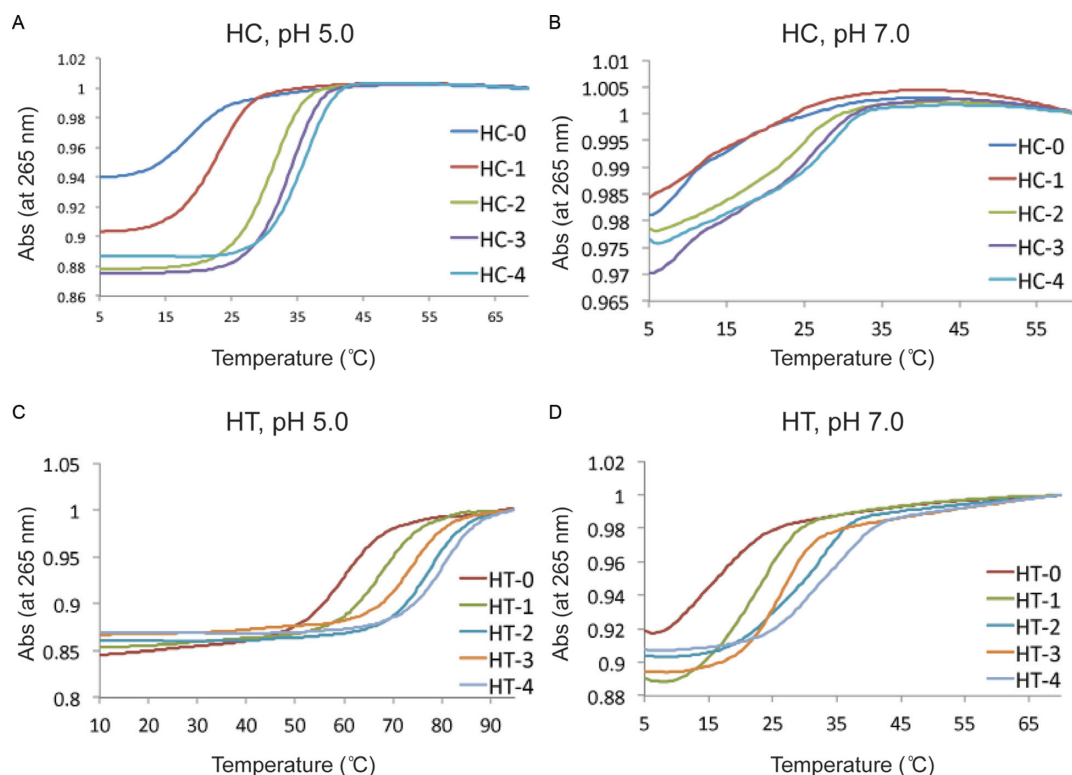 A
HC, pH 5.0
1.02
1
0.98
0.96
0.94
0.92
0.9
0.88
0.86
5
15
25
35
45
55
65
HC-0
HC-1
HC-2
HC-3
HC-4
Abs (at 265 nm)
Temperature (℃)
B
HC, pH 7.0
1.01
1.005
1
0.995
0.99
0.985
0.98
0.975
0.97
0.965
5
15
25
35
45
55
HC-0
HC-1
HC-2
HC-3
HC-4
Abs (at 265 nm)
Temperature (℃)
C
HT, pH 5.0
1.05
1
0.95
0.9
0.85
0.8
10
20
30
40
50
60
70
80
90
HT-0
HT-1
HT-2
HT-3
HT-4
Abs (at 265 nm)
Temperature (℃)
D
HT, pH 7.0
1.02
1
0.98
0.96
0.94
0.92
0.9
0.88
5
15
25
35
45
55
65
HT-0
HT-1
HT-2
HT-3
HT-4
Abs (at 265 nm)
Temperature (℃)